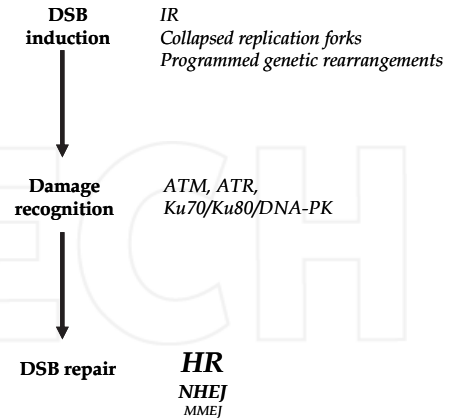 DSB
induction
IR
Collapsed replication forks
Programmed genetic rearrangements
Damage
recognition
ATM, ATR,
Ku70/Ku80/DNA-PK
DSB repair
HR
NHEJ
MMEJ
ECH